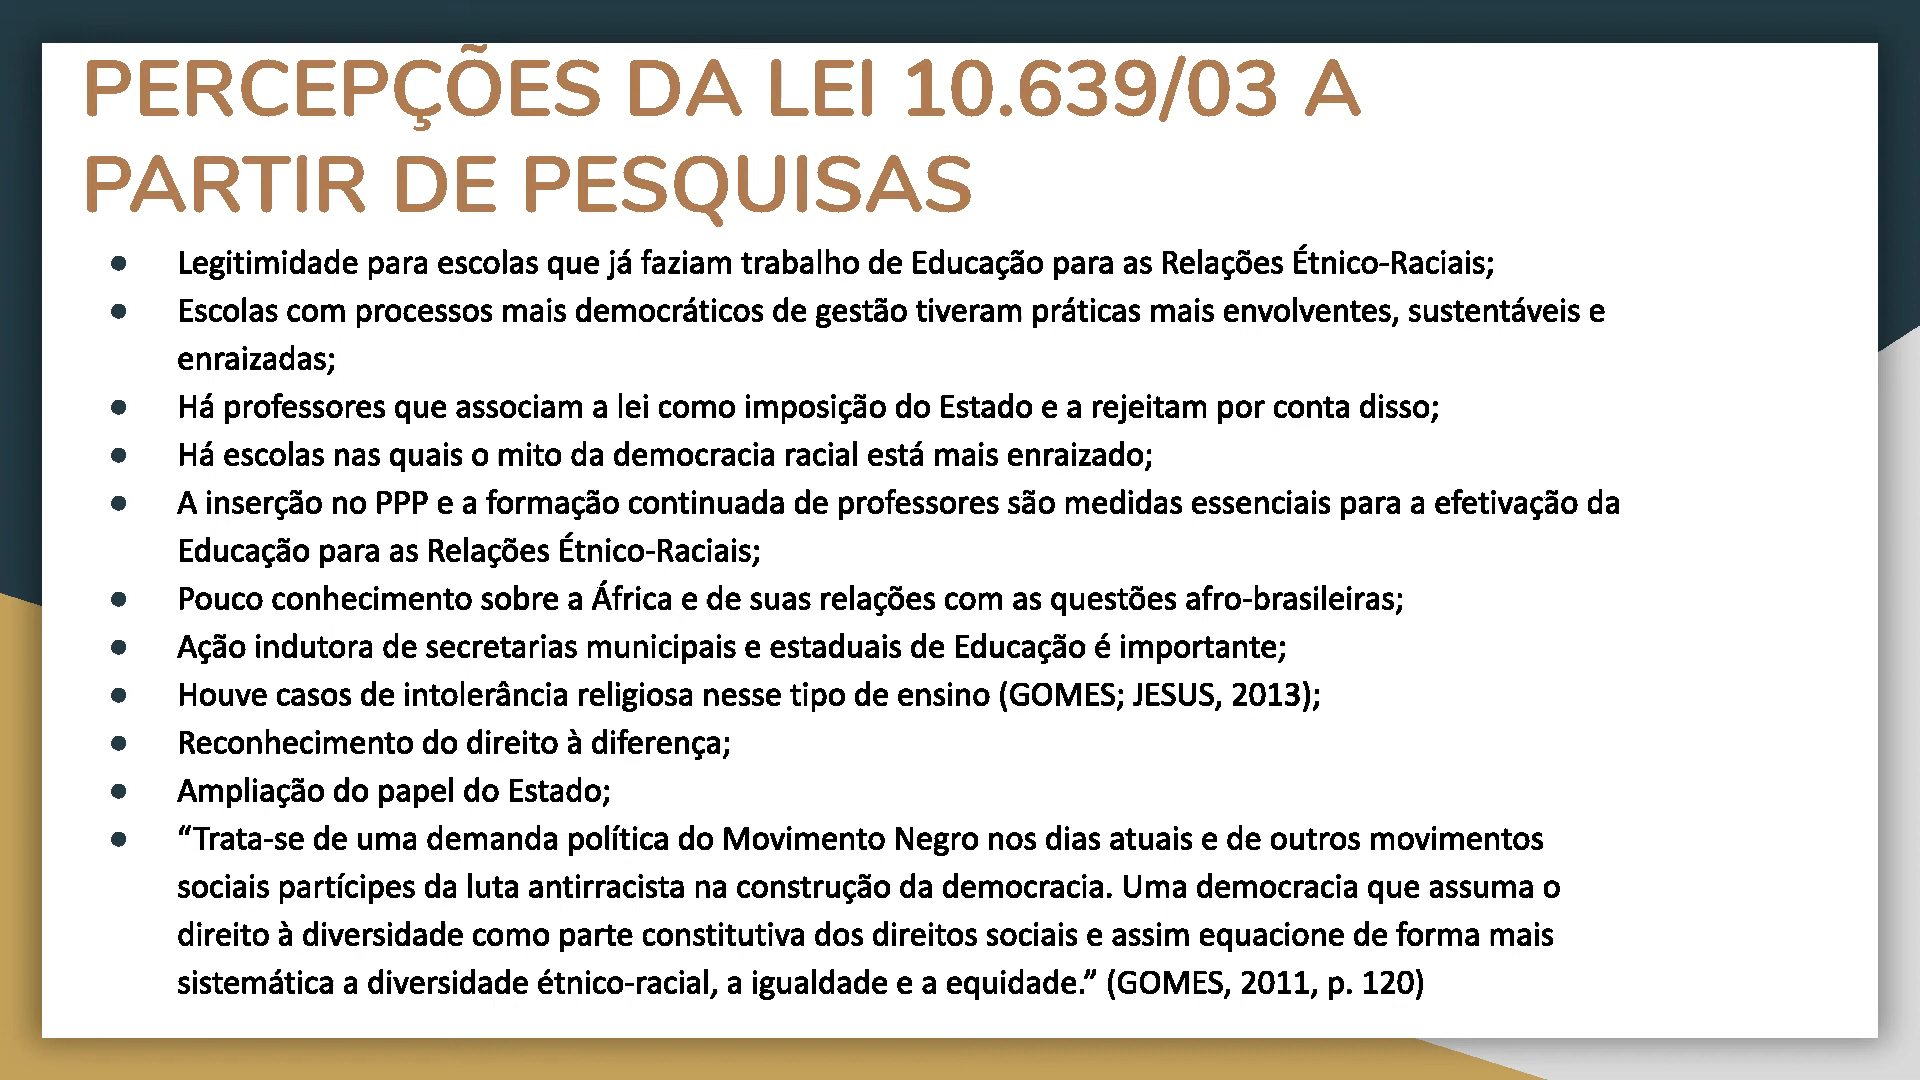 PERCEPÇÕES DA LEI 10.639/03 A
PARTIR DE PESQUISAS
● Legitimidade para escolas que já faziam trabalho de Educação para as Relações Étnico-Raciais;
● Escolas com processos mais democráticos de gestão tiveram práticas mais envolventes, sustentáveis e
enraizadas;
● Há professores que associam a lei como imposição do Estado e a rejeitam por conta disso;
● Há escolas nas quais o mito da democracia racial está mais enraizado;
● A inserção no PPP e a formação continuada de professores são medidas essenciais para a efetivação da
Educação para as Relações Étnico-Raciais;
● Pouco conhecimento sobre a África e de suas relações com as questões afro-brasileiras;
● Ação indutora de secretarias municipais e estaduais de Educação é importante;
● Houve casos de intolerância religiosa nesse tipo de ensino (GOMES; JESUS, 2013);
● Reconhecimento do direito à diferença;
● Ampliação do papel do Estado;
● “Trata-se de uma demanda política do Movimento Negro nos dias atuais e de outros movimentos
sociais partícipes da luta antirracista na construção da democracia. Uma democracia que assuma o
direito à diversidade como parte constitutiva dos direitos sociais e assim equacione de forma mais
sistemática a diversidade étnico-racial, a igualdade e a equidade.” (GOMES, 2011, p. 120)